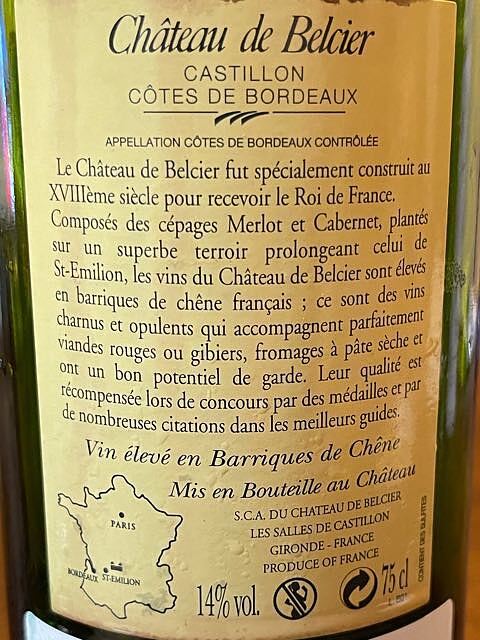 Château de Belcier
CASTILLON
CÔTES DE BORDEAUX
APPELLATION CÔTES DE BORDEAUX CONTRÔLÉE
Le Château de Belcier fut spécialement construit au
XVIIIème siècle pour recevoir le Roi de France.
Composés des cépages Merlot et Cabernet, plantés
sur un superbe terroir prolongeant celui de
St-Emilion, les vins du Château de Belcier sont élevés
en barriques de chêne français ; ce sont des vins
charnus et opulents qui accompagnent parfaitement
viandes rouges ou gibiers, fromages à pâte sèche et
ont un bon potentiel de garde. Leur qualité est
récompensée lors de concours par des médailles et par
de nombreuses citations dans les meilleurs guides.
Vin élevé en Barriques de Chêne
Mis en Bouteille au Château
S.C.A. DU CHATEAU DE BELCIER
LES SALLES DE CASTILLON
GIRONDE - FRANCE
PRODUCE OF FRANCE
PARIS
BORDEAUX ST-EMILION
14% vol.
75 cl
CONTIENT DES SULFITES